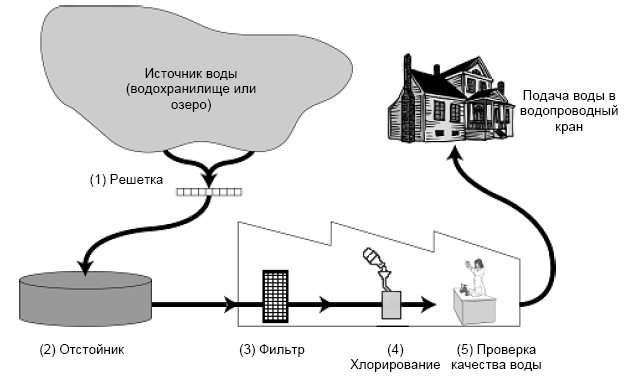 Источник воды
(водохранилище или
озеро)
Подача воды в
водопроводный
кран
(1) Решетка
(2) Отстойник
(3) Фильтр
(4)
Хлорирование
(5) Проверка
качества воды